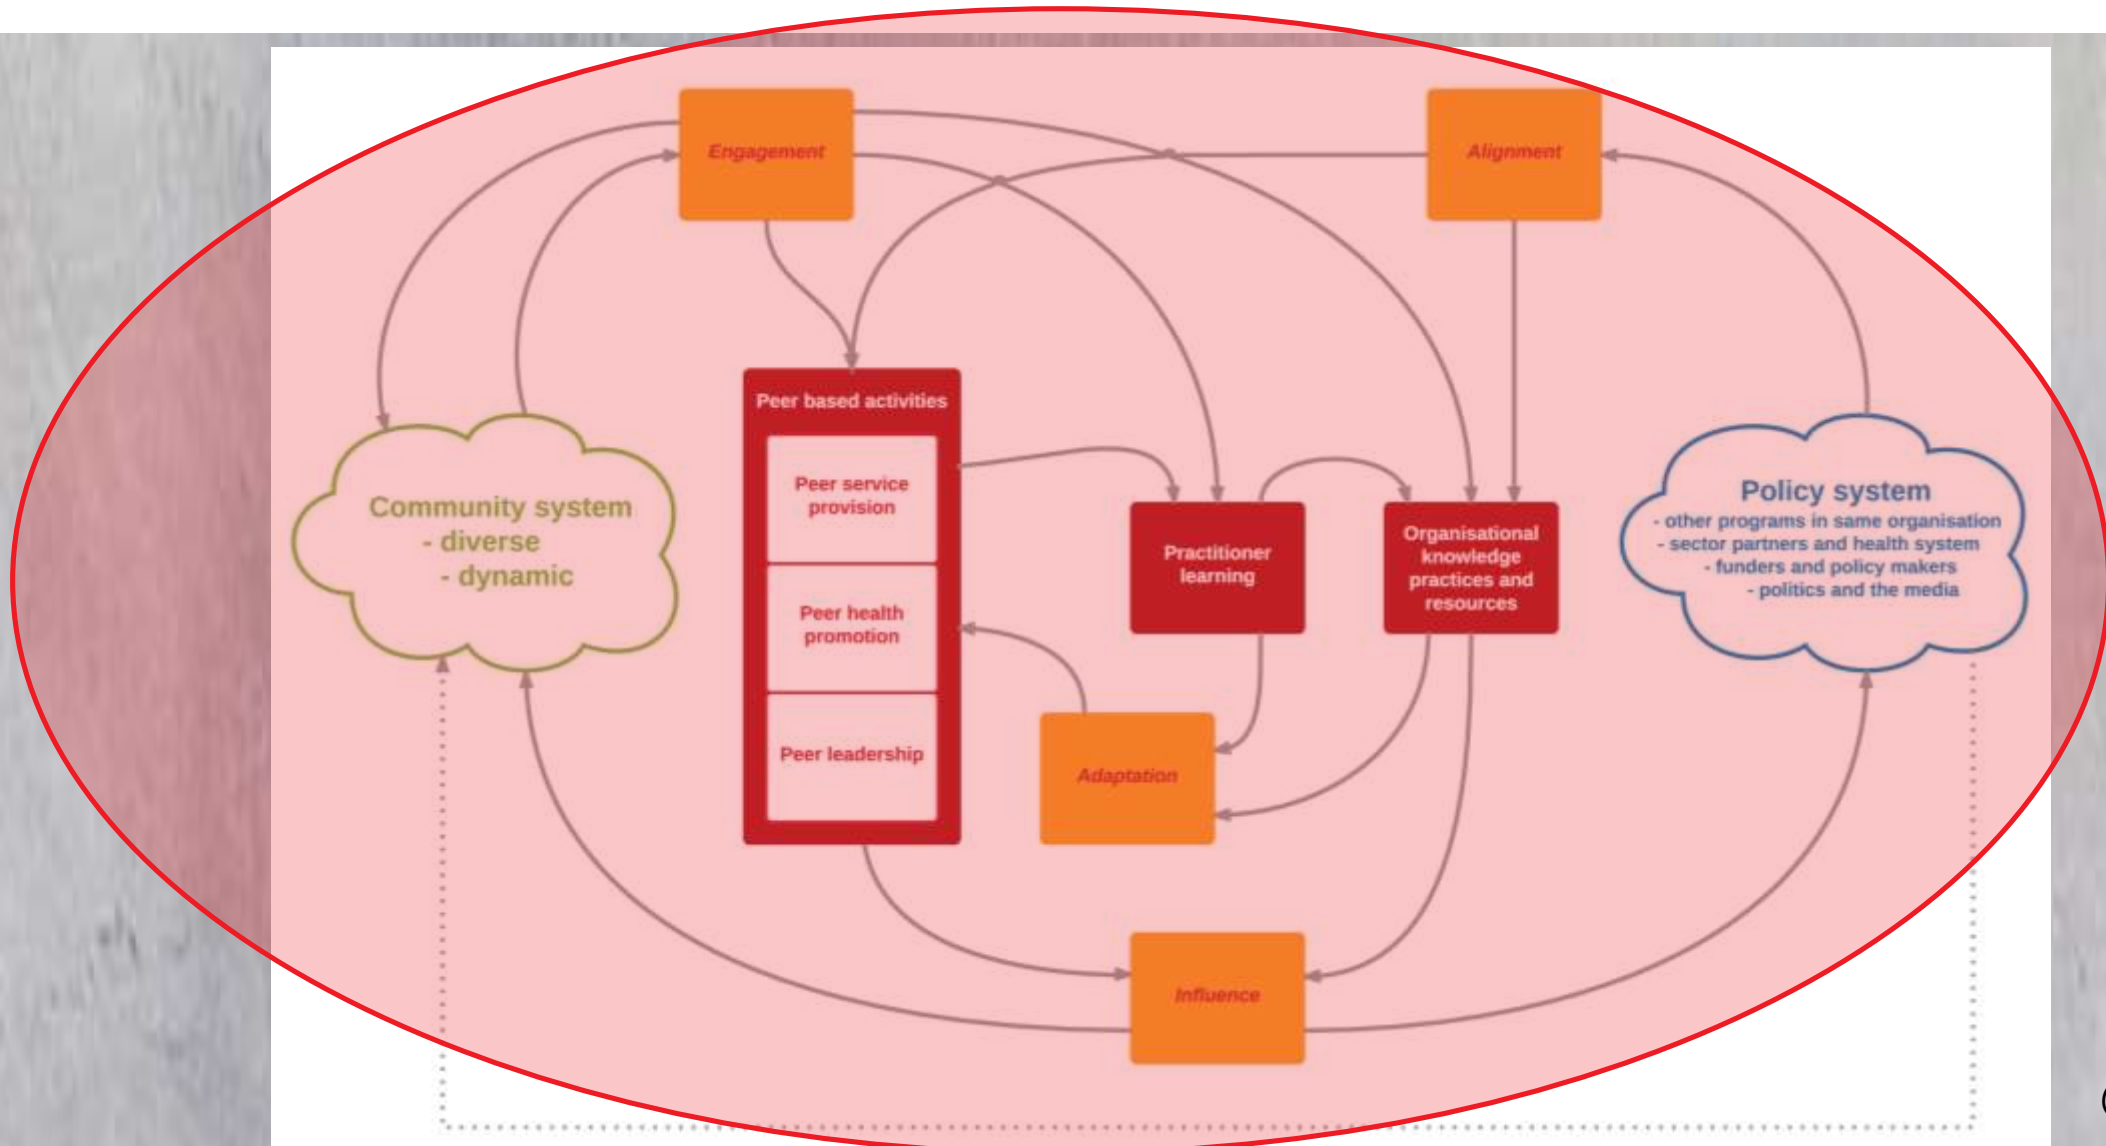 Engagement
Alignment
Peer based activities
Peer service
provision
Peer health
promotion
Peer leadership
Community system
- diverse
- dynamic
Practitioner
learning
Organisational
knowledge
practices and
resources
Policy system
- other programs in same organisation
- sector partners and health system
- funders and policy makers
- politics and the media
Adaptation
Influence